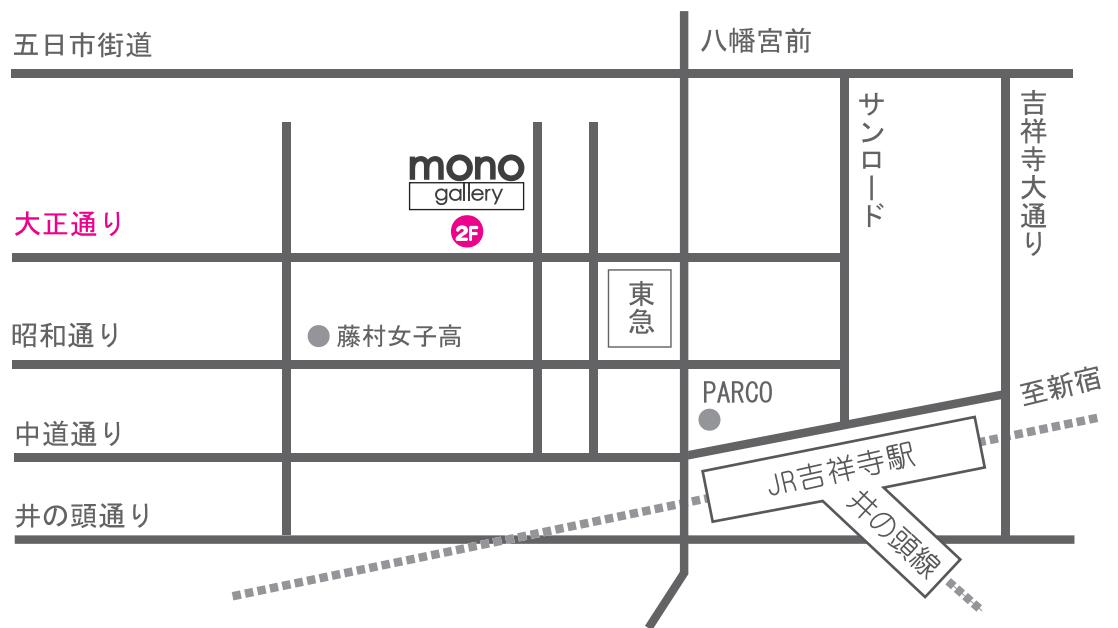 五日市街道
八幡宮前
サンロード
吉祥寺大通り
mono
gallery
2F
大正通り
東急
昭和通り
藤村女子高
PARCO
至新宿
中道通り
JR吉祥寺駅
井の頭線
井の頭通り